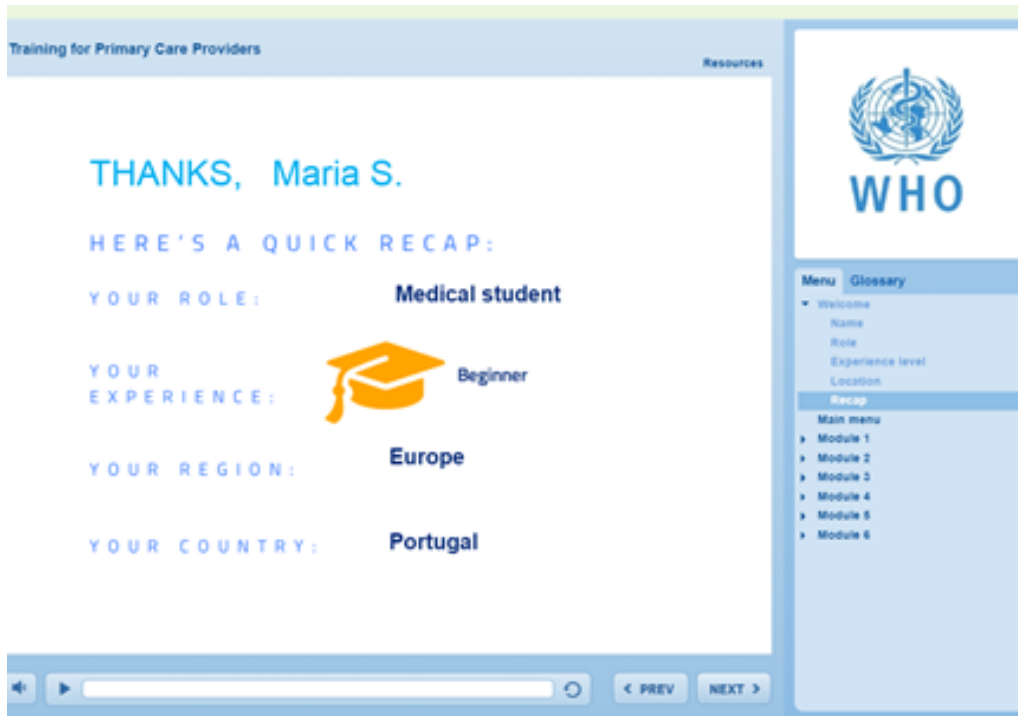 Training for Primary Care Providers
Resources
THANKS, Maria S.
HERE'S A QUICK RECAP:
YOUR ROLE: Medical student
YOUR
EXPERIENCE: Beginner
YOUR REGION: Europe
YOUR COUNTRY: Portugal
< PREV
NEXT >
WHO
Menu Glossary
Welcome
Name
Role
Experience level
Location
Recap
Main menu
Module 1
Module 2
Module 3
Module 4
Module 5
Module 6